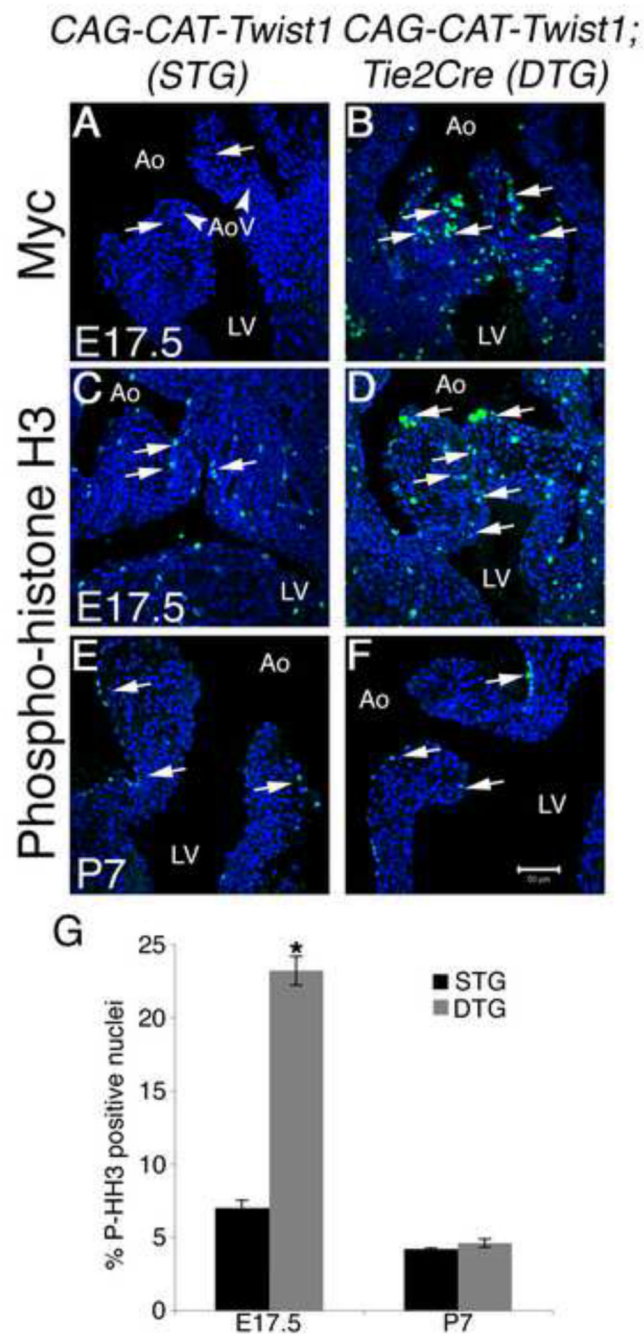 CAG-CAT-Twist1 CAG-CAT-Twist1;
(STG) Tie2Cre (DTG)
Myc
A
Ao
AoV
LV
E17.5
B
Ao
LV
Phospho-histone H3
C
Ao
LV
E17.5
D
Ao
LV
E
Ao
LV
P7
F
Ao
LV
50 μm
G
% P-HH3 positive nuclei
25
20
15
10
5
0
*
STG
DTG
E17.5
P7